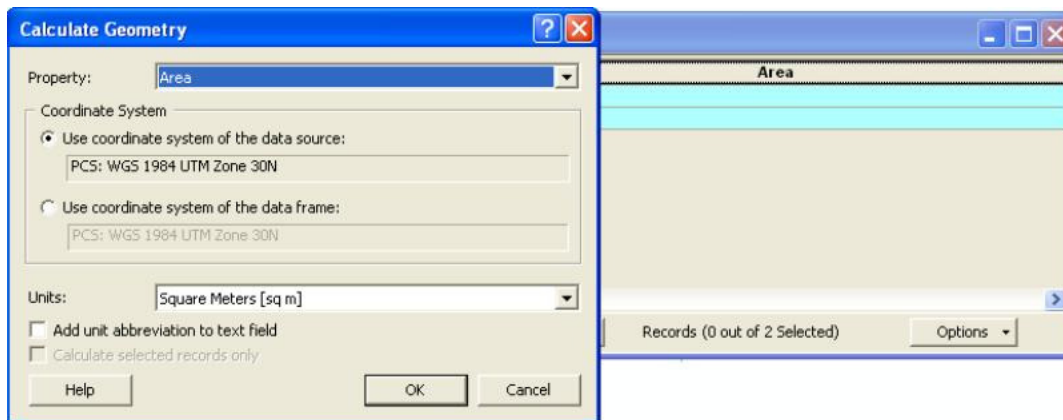 Calculate Geometry
Property: Area
Coordinate System
Use coordinate system of the data source:
PCS: WGS 1984 UTM Zone 30N
Use coordinate system of the data frame:
PCS: WGS 1984 UTM Zone 30N
Units: Square Meters [sq m]
Add unit abbreviation to text field
Calculate selected records only
Help OK Cancel
Area
Records (0 out of 2 Selected) Options